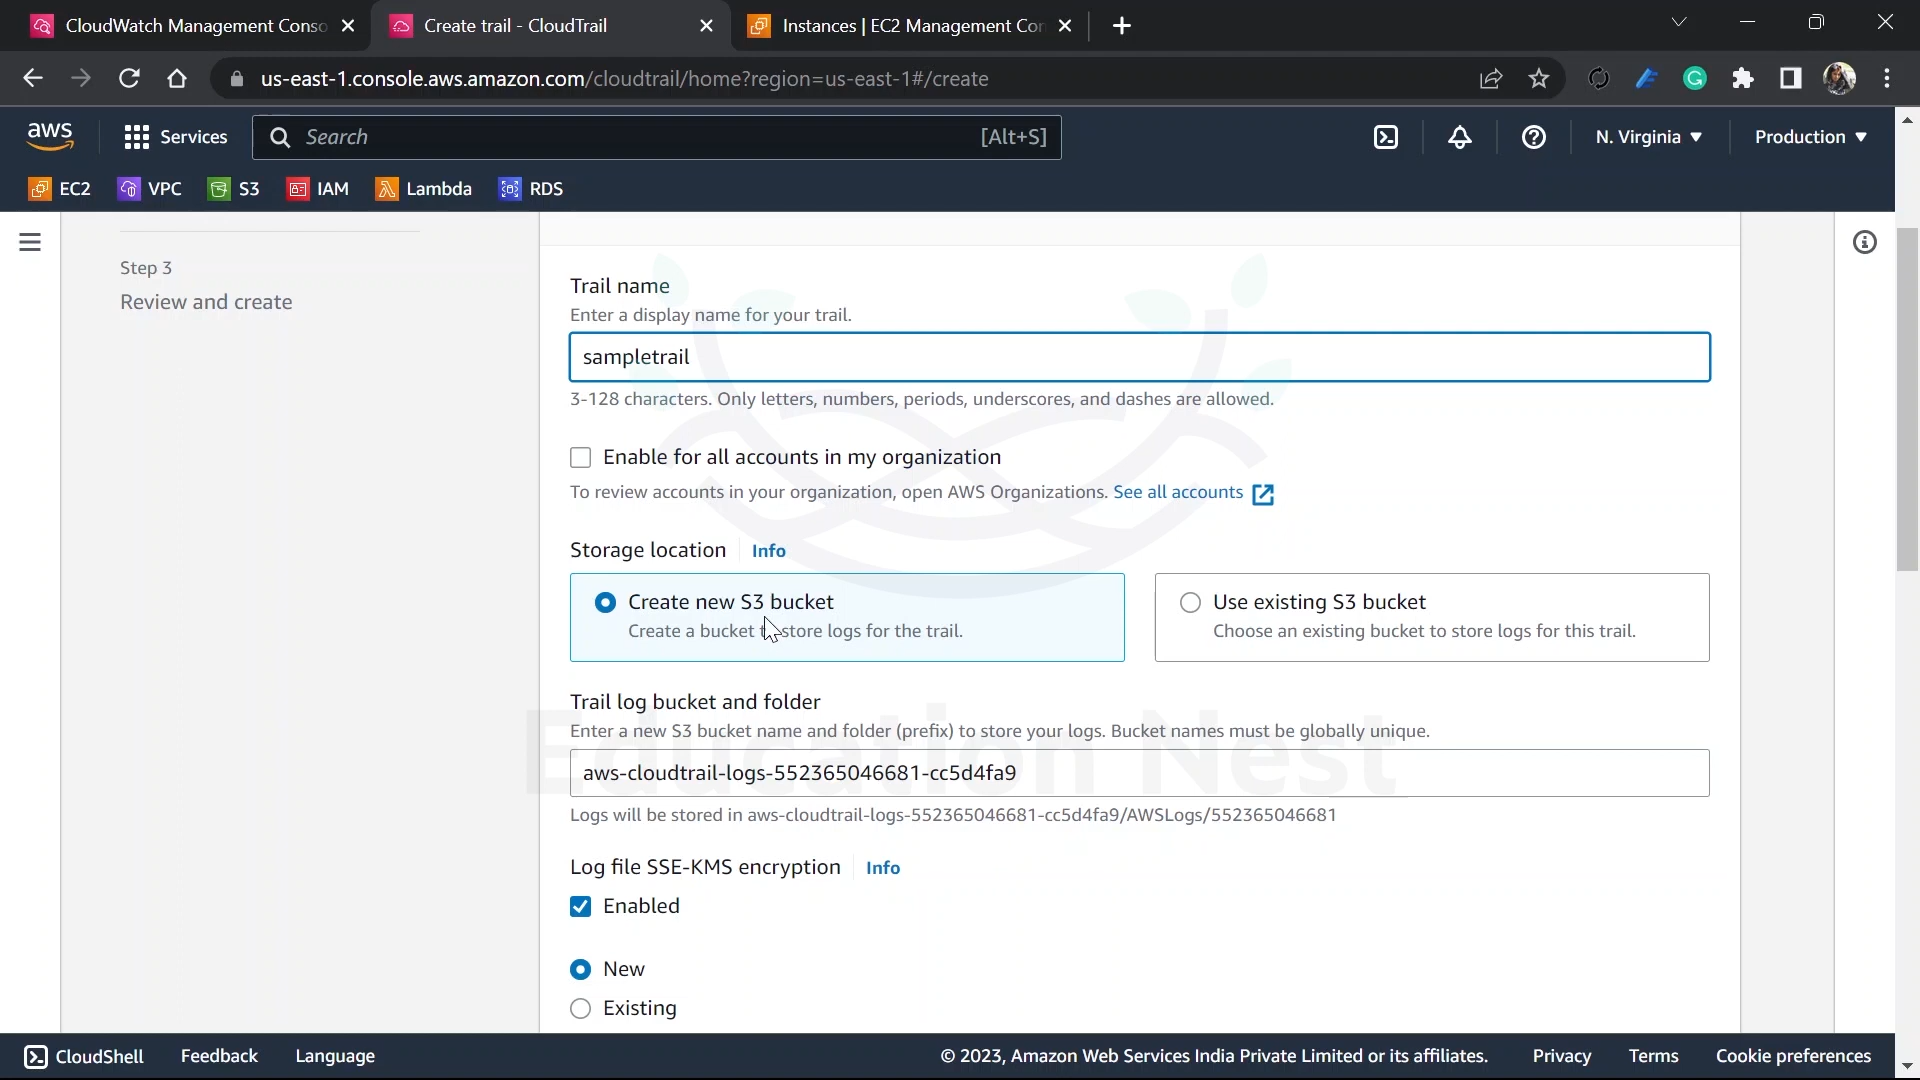 CloudWatch Management Conso
Create trail - CloudTrail
Instances | EC2 Management Con
us-east-1.console.aws.amazon.com/cloudtrail/home?region=us-east-1#/create
aws
Services
Search
[Alt+S]
N. Virginia
Production
EC2
VPC
S3
IAM
Lambda
RDS
Step 3
Review and create
Trail name
Enter a display name for your trail.
sampletrail
3-128 characters. Only letters, numbers, periods, underscores, and dashes are allowed.
Enable for all accounts in my organization
To review accounts in your organization, open AWS Organizations. See all accounts
Storage location
Info
Create new S3 bucket
Create a bucket to store logs for the trail.
Use existing S3 bucket
Choose an existing bucket to store logs for this trail.
Trail log bucket and folder
Enter a new S3 bucket name and folder (prefix) to store your logs. Bucket names must be globally unique.
Education Nest
aws-cloudtrail-logs-552365046681-cc5d4fa9
Logs will be stored in aws-cloudtrail-logs-552365046681-cc5d4fa9/AWSLogs/552365046681
Log file SSE-KMS encryption
Info
Enabled
New
Existing
CloudShell
Feedback
Language
© 2023, Amazon Web Services India Private Limited or its affiliates.
Privacy
Terms
Cookie preferences